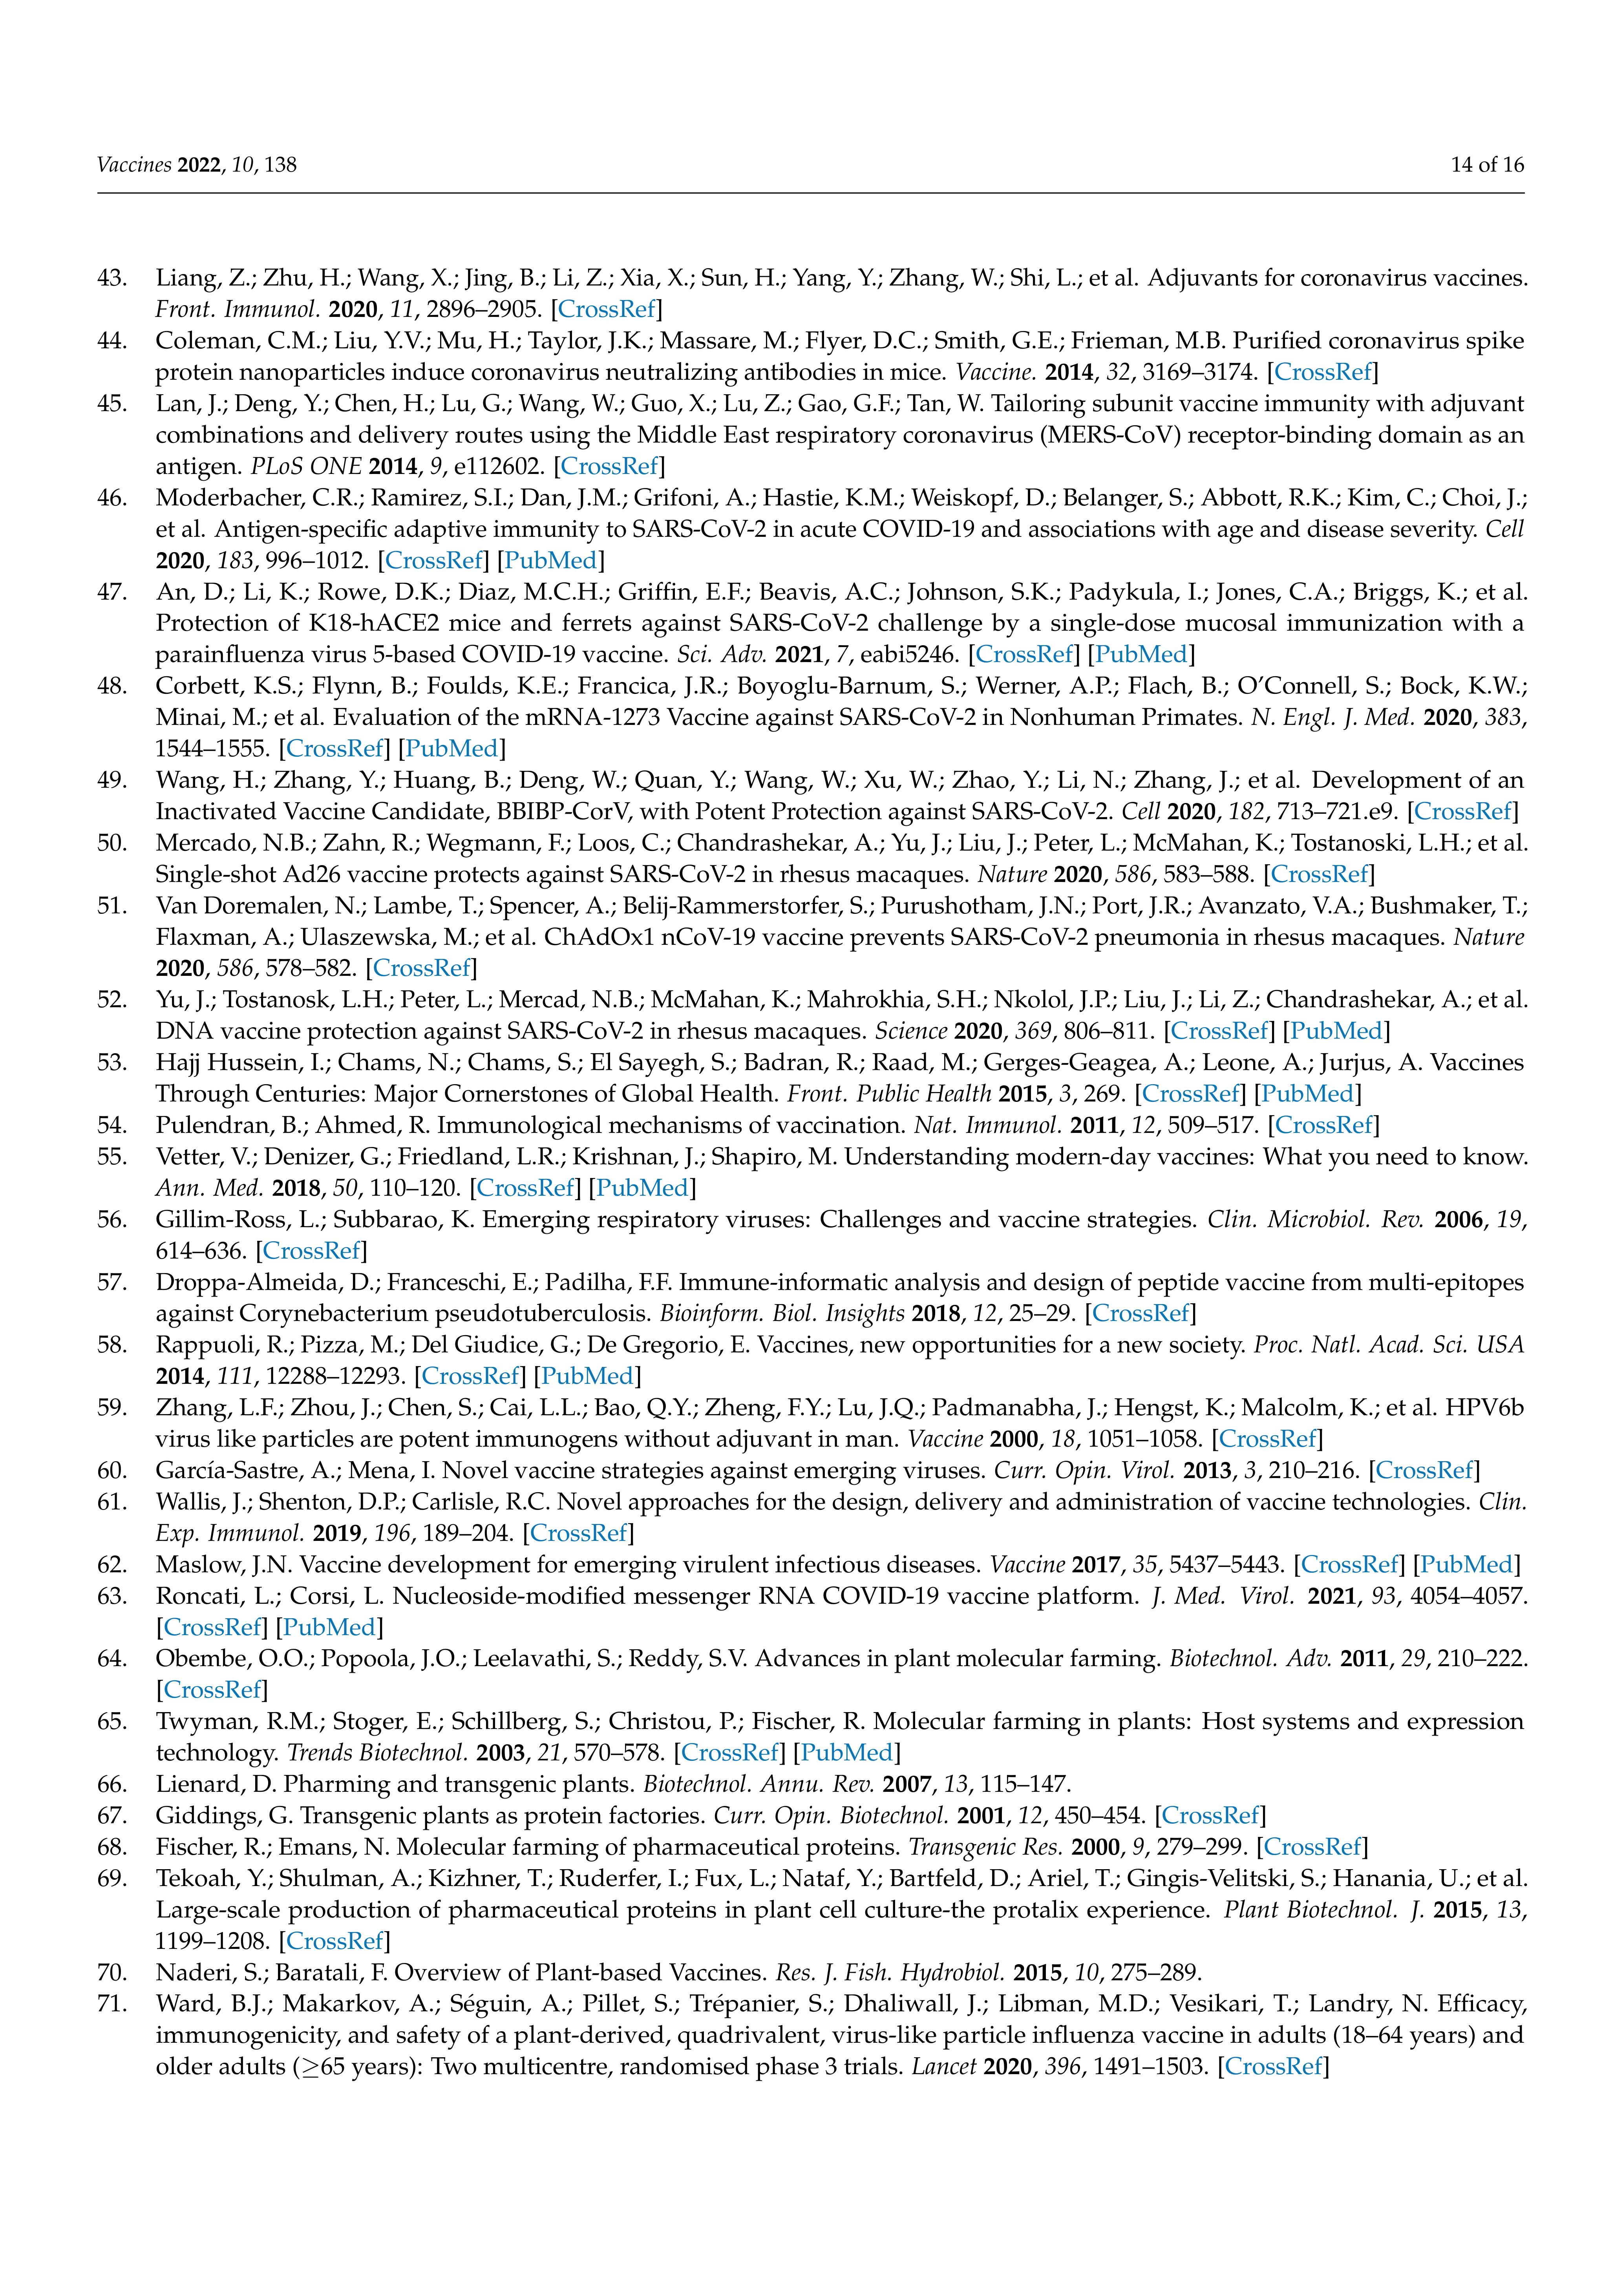 Vaccines 2022, 10, 138
14 of 16
43. Liang, Z.; Zhu, H.; Wang, X.; Jing, B.; Li, Z.; Xia, X.; Sun, H.; Yang, Y.; Zhang, W.; Shi, L.; et al. Adjuvants for coronavirus vaccines.
Front. Immunol. 2020, 11, 2896–2905. [CrossRef]
44. Coleman, C.M.; Liu, Y.V.; Mu, H.; Taylor, J.K.; Massare, M.; Flyer, D.C.; Smith, G.E.; Frieman, M.B. Purified coronavirus spike
protein nanoparticles induce coronavirus neutralizing antibodies in mice. Vaccine. 2014, 32, 3169–3174. [CrossRef]
45. Lan, J.; Deng, Y.; Chen, H.; Lu, G.; Wang, W.; Guo, X.; Lu, Z.; Gao, G.F.; Tan, W. Tailoring subunit vaccine immunity with adjuvant
combinations and delivery routes using the Middle East respiratory coronavirus (MERS-CoV) receptor-binding domain as an
antigen. PLoS ONE 2014, 9, e112602. [CrossRef]
46. Moderbacher, C.R.; Ramirez, S.I.; Dan, J.M.; Grifoni, A.; Hastie, K.M.; Weiskopf, D.; Belanger, S.; Abbott, R.K.; Kim, C.; Choi, J.;
et al. Antigen-specific adaptive immunity to SARS-CoV-2 in acute COVID-19 and associations with age and disease severity. Cell
2020, 183, 996–1012. [CrossRef] [PubMed]
47. An, D.; Li, K.; Rowe, D.K.; Diaz, M.C.H.; Griffin, E.F.; Beavis, A.C.; Johnson, S.K.; Padykula, I.; Jones, C.A.; Briggs, K.; et al.
Protection of K18-hACE2 mice and ferrets against SARS-CoV-2 challenge by a single-dose mucosal immunization with a
parainfluenza virus 5-based COVID-19 vaccine. Sci. Adv. 2021, 7, eabi5246. [CrossRef] [PubMed]
48. Corbett, K.S.; Flynn, B.; Foulds, K.E.; Francica, J.R.; Boyoglu-Barnum, S.; Werner, A.P.; Flach, B.; O’Connell, S.; Bock, K.W.;
Minai, M.; et al. Evaluation of the mRNA-1273 Vaccine against SARS-CoV-2 in Nonhuman Primates. N. Engl. J. Med. 2020, 383,
1544–1555. [CrossRef] [PubMed]
49. Wang, H.; Zhang, Y.; Huang, B.; Deng, W.; Quan, Y.; Wang, W.; Xu, W.; Zhao, Y.; Li, N.; Zhang, J.; et al. Development of an
Inactivated Vaccine Candidate, BBIBP-CorV, with Potent Protection against SARS-CoV-2. Cell 2020, 182, 713–721.e9. [CrossRef]
50. Mercado, N.B.; Zahn, R.; Wegmann, F.; Loos, C.; Chandrashekar, A.; Yu, J.; Liu, J.; Peter, L.; McMahan, K.; Tostanoski, L.H.; et al.
Single-shot Ad26 vaccine protects against SARS-CoV-2 in rhesus macaques. Nature 2020, 586, 583–588. [CrossRef]
51. Van Doremalen, N.; Lambe, T.; Spencer, A.; Belij-Rammerstorfer, S.; Purushotham, J.N.; Port, J.R.; Avanzato, V.A.; Bushmaker, T.;
Flaxman, A.; Ulaszewska, M.; et al. ChAdOx1 nCoV-19 vaccine prevents SARS-CoV-2 pneumonia in rhesus macaques. Nature
2020, 586, 578–582. [CrossRef]
52. Yu, J.; Tostanosk, L.H.; Peter, L.; Mercad, N.B.; McMahan, K.; Mahrokhia, S.H.; Nkolol, J.P.; Liu, J.; Li, Z.; Chandrashekar, A.; et al.
DNA vaccine protection against SARS-CoV-2 in rhesus macaques. Science 2020, 369, 806–811. [CrossRef] [PubMed]
53. Hajj Hussein, I.; Chams, N.; Chams, S.; El Sayegh, S.; Badran, R.; Raad, M.; Gerges-Geagea, A.; Leone, A.; Jurjus, A. Vaccines
Through Centuries: Major Cornerstones of Global Health. Front. Public Health 2015, 3, 269. [CrossRef] [PubMed]
54. Pulendran, B.; Ahmed, R. Immunological mechanisms of vaccination. Nat. Immunol. 2011, 12, 509–517. [CrossRef]
55. Vetter, V.; Denizer, G.; Friedland, L.R.; Krishnan, J.; Shapiro, M. Understanding modern-day vaccines: What you need to know.
Ann. Med. 2018, 50, 110–120. [CrossRef] [PubMed]
56. Gillim-Ross, L.; Subbarao, K. Emerging respiratory viruses: Challenges and vaccine strategies. Clin. Microbiol. Rev. 2006, 19,
614–636. [CrossRef]
57. Droppa-Almeida, D.; Franceschi, E.; Padilha, F.F. Immune-informatic analysis and design of peptide vaccine from multi-epitopes
against Corynebacterium pseudotuberculosis. Bioinform. Biol. Insights 2018, 12, 25–29. [CrossRef]
58. Rappuoli, R.; Pizza, M.; Del Giudice, G.; De Gregorio, E. Vaccines, new opportunities for a new society. Proc. Natl. Acad. Sci. USA
2014, 111, 12288–12293. [CrossRef] [PubMed]
59. Zhang, L.F.; Zhou, J.; Chen, S.; Cai, L.L.; Bao, Q.Y.; Zheng, F.Y.; Lu, J.Q.; Padmanabha, J.; Hengst, K.; Malcolm, K.; et al. HPV6b
virus like particles are potent immunogens without adjuvant in man. Vaccine 2000, 18, 1051–1058. [CrossRef]
60. García-Sastre, A.; Mena, I. Novel vaccine strategies against emerging viruses. Curr. Opin. Virol. 2013, 3, 210–216. [CrossRef]
61. Wallis, J.; Shenton, D.P.; Carlisle, R.C. Novel approaches for the design, delivery and administration of vaccine technologies. Clin.
Exp. Immunol. 2019, 196, 189–204. [CrossRef]
62. Maslow, J.N. Vaccine development for emerging virulent infectious diseases. Vaccine 2017, 35, 5437–5443. [CrossRef] [PubMed]
63. Roncati, L.; Corsi, L. Nucleoside-modified messenger RNA COVID-19 vaccine platform. J. Med. Virol. 2021, 93, 4054–4057.
[CrossRef] [PubMed]
64. Obembe, O.O.; Popoola, J.O.; Leelavathi, S.; Reddy, S.V. Advances in plant molecular farming. Biotechnol. Adv. 2011, 29, 210–222.
[CrossRef]
65. Twyman, R.M.; Stoger, E.; Schillberg, S.; Christou, P.; Fischer, R. Molecular farming in plants: Host systems and expression
technology. Trends Biotechnol. 2003, 21, 570–578. [CrossRef] [PubMed]
66. Lienard, D. Pharming and transgenic plants. Biotechnol. Annu. Rev. 2007, 13, 115–147.
67. Giddings, G. Transgenic plants as protein factories. Curr. Opin. Biotechnol. 2001, 12, 450–454. [CrossRef]
68. Fischer, R.; Emans, N. Molecular farming of pharmaceutical proteins. Transgenic Res. 2000, 9, 279–299. [CrossRef]
69. Tekoah, Y.; Shulman, A.; Kizhner, T.; Ruderfer, I.; Fux, L.; Nataf, Y.; Bartfeld, D.; Ariel, T.; Gingis-Velitski, S.; Hanania, U.; et al.
Large-scale production of pharmaceutical proteins in plant cell culture-the protalix experience. Plant Biotechnol. J. 2015, 13,
1199–1208. [CrossRef]
70. Naderi, S.; Baratali, F. Overview of Plant-based Vaccines. Res. J. Fish. Hydrobiol. 2015, 10, 275–289.
71. Ward, B.J.; Makarkov, A.; Séguin, A.; Pillet, S.; Trépanier, S.; Dhaliwall, J.; Libman, M.D.; Vesikari, T.; Landry, N. Efficacy,
immunogenicity, and safety of a plant-derived, quadrivalent, virus-like particle influenza vaccine in adults (18–64 years) and
older adults (≥65 years): Two multicentre, randomised phase 3 trials. Lancet 2020, 396, 1491–1503. [CrossRef]